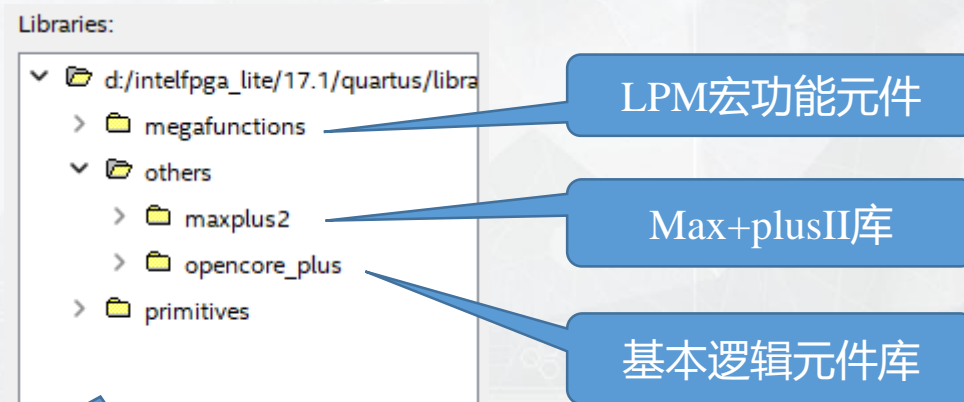 Libraries:
d:/intelfpga_lite/17.1/quartus/libra
megafunctions
others
maxplus2
opencore_plus
primitives
LPM宏功能元件
Max+plusII库
基本逻辑元件库